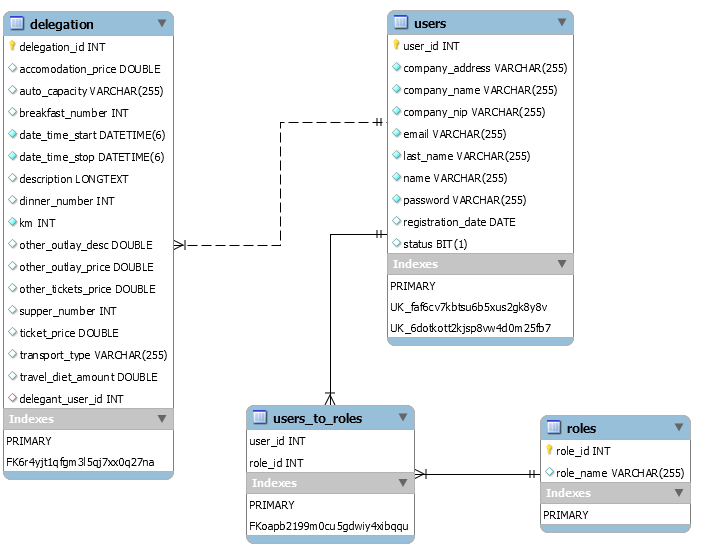 delegation
delegation_id INT
accomodation_price DOUBLE
auto_capacity VARCHAR(255)
breakfast_number INT
date_time_start DATETIME(6)
date_time_stop DATETIME(6)
description LONGTEXT
dinner_number INT
km INT
other_outlay_desc DOUBLE
other_outlay_price DOUBLE
other_tickets_price DOUBLE
supper_number INT
ticket_price DOUBLE
transport_type VARCHAR(255)
travel_diet_amount DOUBLE
delegant_user_id INT
Indexes
PRIMARY
FK6r4yjt1qfgm3l5qj7xx0q27na
users
user_id INT
company_address VARCHAR(255)
company_name VARCHAR(255)
company_nip VARCHAR(255)
email VARCHAR(255)
last_name VARCHAR(255)
name VARCHAR(255)
password VARCHAR(255)
registration_date DATE
status BIT(1)
Indexes
PRIMARY
UK_faf6cv7kbtsu6b5xus2gk8y8v
UK_6dotkott2kjsp8vw4d0m25fb7
users_to_roles
user_id INT
role_id INT
Indexes
PRIMARY
FKoapb2199m0cu5gdwiy4xibqqu
roles
role_id INT
role_name VARCHAR(255)
Indexes
PRIMARY